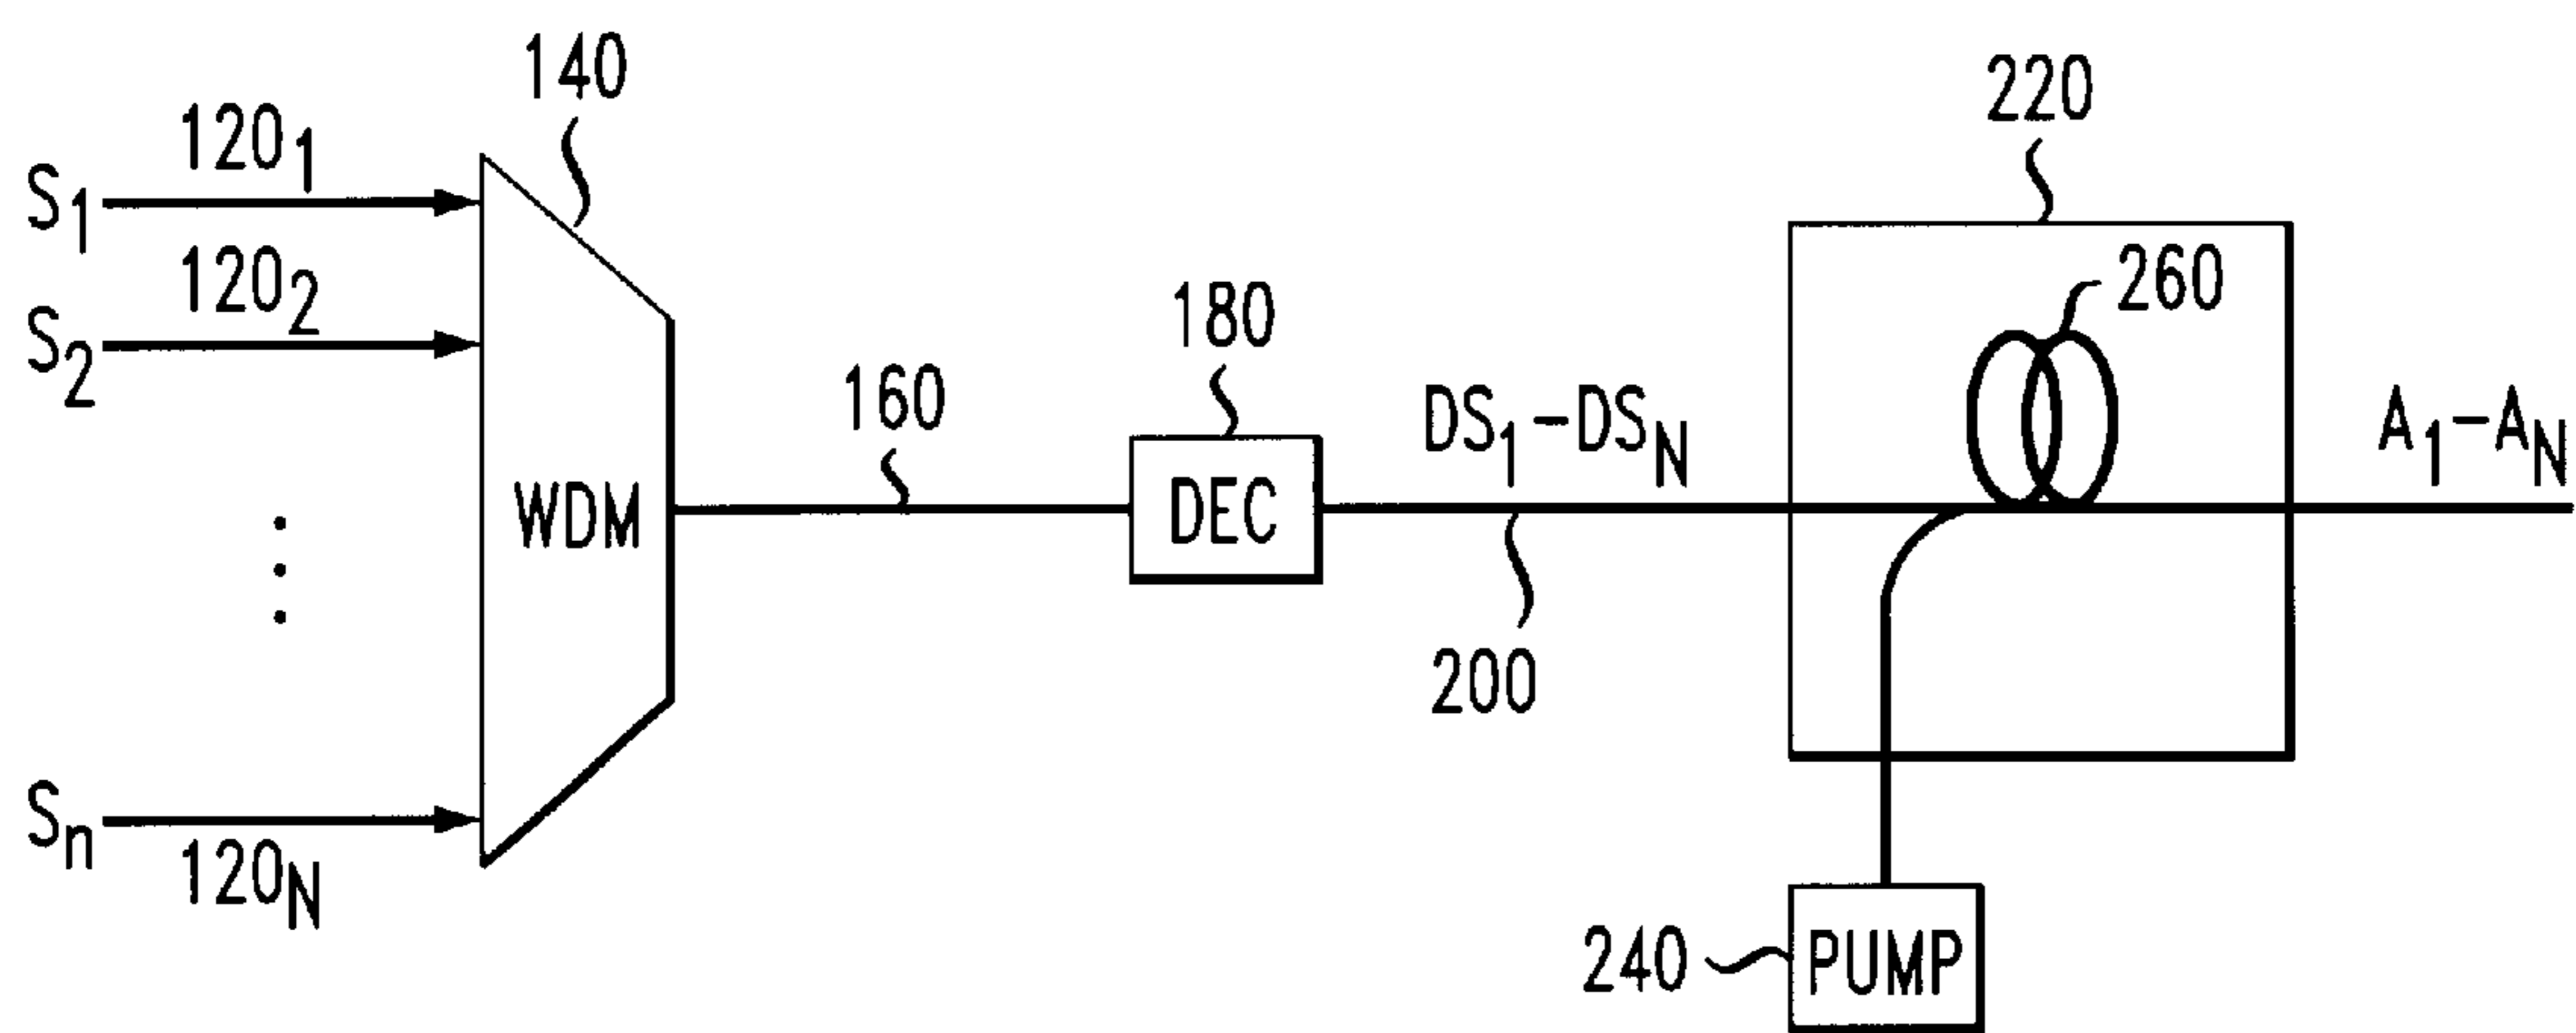 140
220
120₁
S₁
120₂
260
S₂
180
160
DS₁-DS_N
A₁-A_N
WDM
DEC
200
Sₙ
120_N
240
PUMP